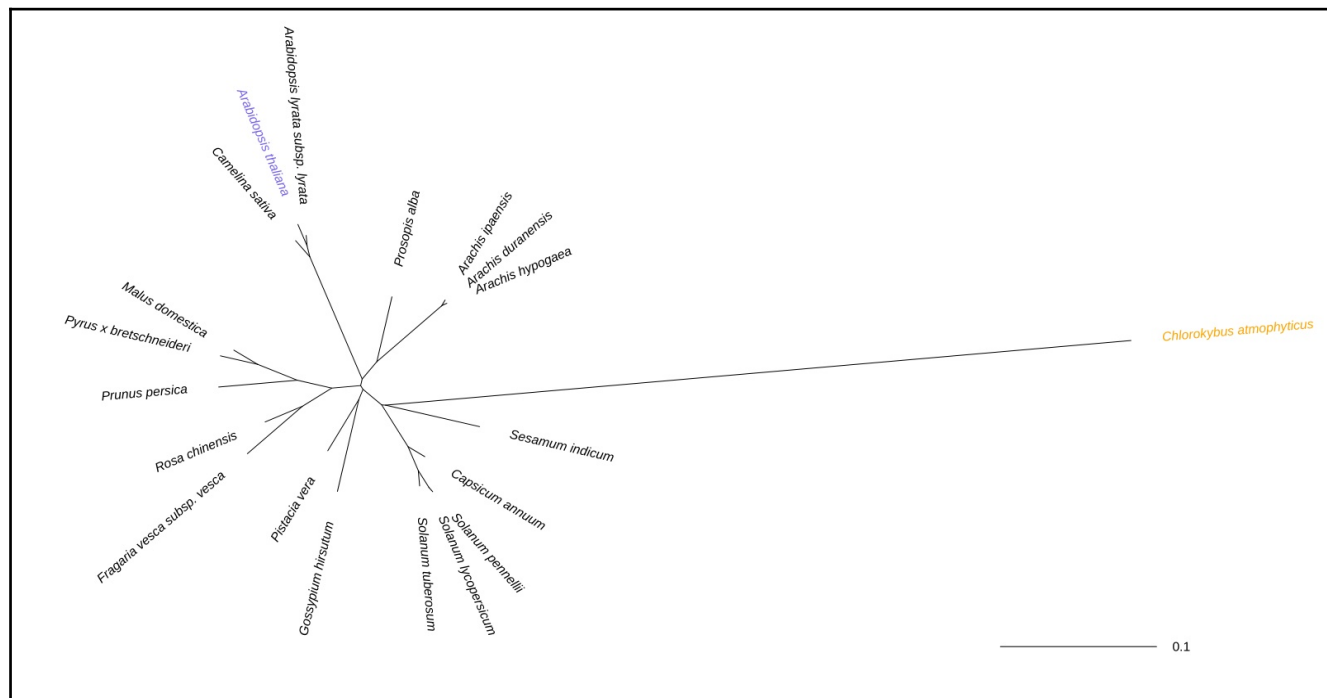 Arabidopsis lyrata subsp. lyrata
Arabidopsis thaliana
Camelina sativa
Prosopis alba
Arachis ipaensis
Arachis duranensis
Arachis hypogaea
Malus domestica
Pyrus x bretschneideri
Prunus persica
Chlorokybus atmophyticus
Rosa chinensis
Fragaria vesca subsp. vesca
Pistacia vera
Gossypium hirsutum
Sesamum indicum
Capsicum annuum
Solanum pennellii
Solanum lycopersicum
Solanum tuberosum
0.1